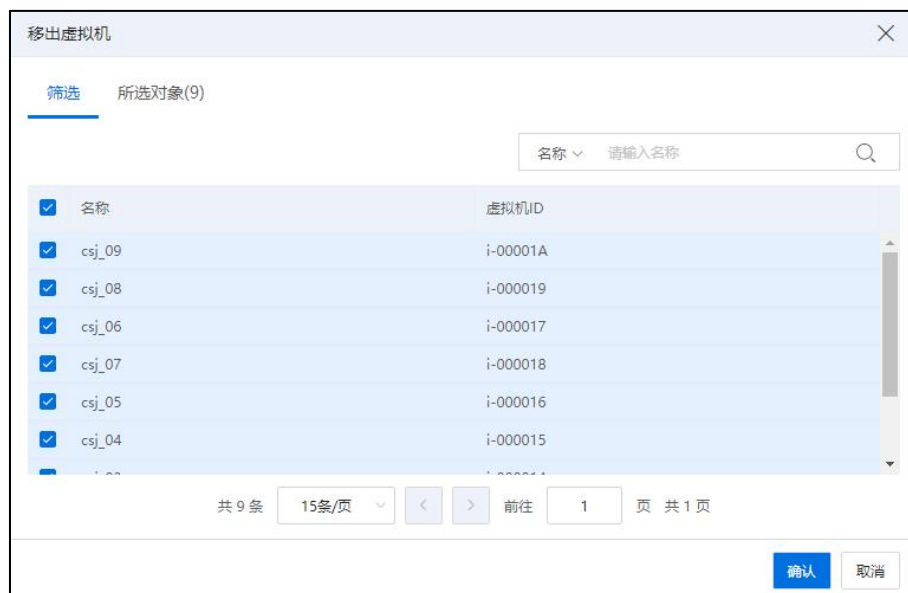 移出虚拟机
筛选 所选对象(9)
名称 请输入名称
名称 虚拟机ID
csj_09 i-00001A
csj_08 i-000019
csj_06 i-000017
csj_07 i-000018
csj_05 i-000016
csj_04 i-000015
共 9 条 15条/页 前往 1 页 共 1 页
确认 取消